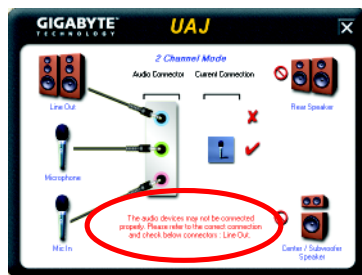 GIGABYTE™
TECHNOLOGY
UAJ
X
2 Channel Mode
Audio Connector
Current Connection
Line Out
Rear Speaker
Microphone
Mic In
The audio devices may not be connected
properly. Please refer to the correct connection
and check below connectors : Line Out.
Center / Subwoofer
Speaker